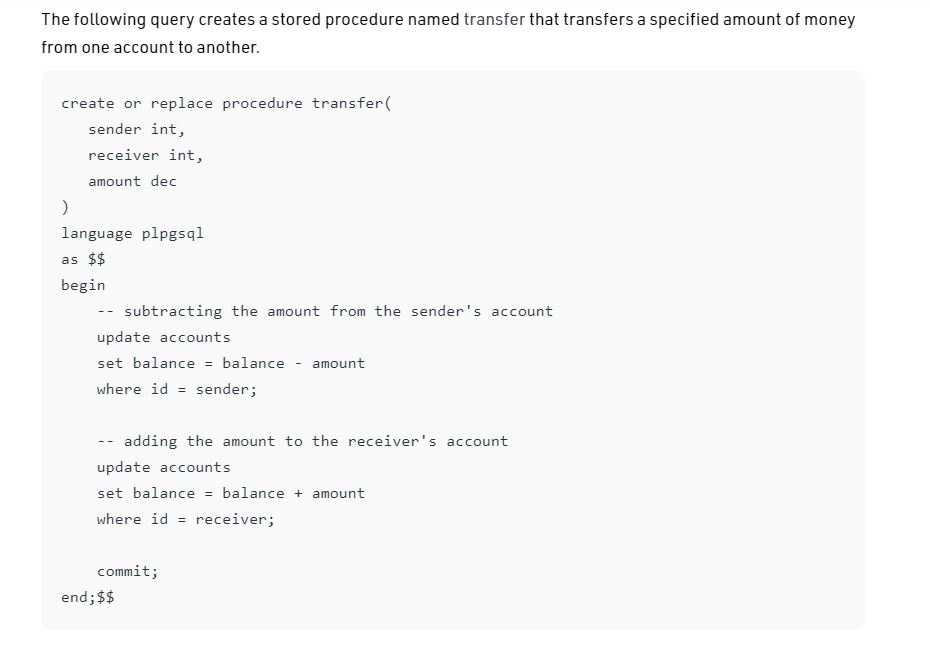 The following query creates a stored procedure named transfer that transfers a specified amount of money
from one account to another.
create or replace procedure transfer(
   sender int,
   receiver int,
   amount dec
)
language plpgsql
as $$
begin
    -- subtracting the amount from the sender's account
    update accounts
    set balance = balance - amount
    where id = sender;

    -- adding the amount to the receiver's account
    update accounts
    set balance = balance + amount
    where id = receiver;

    commit;
end;$$